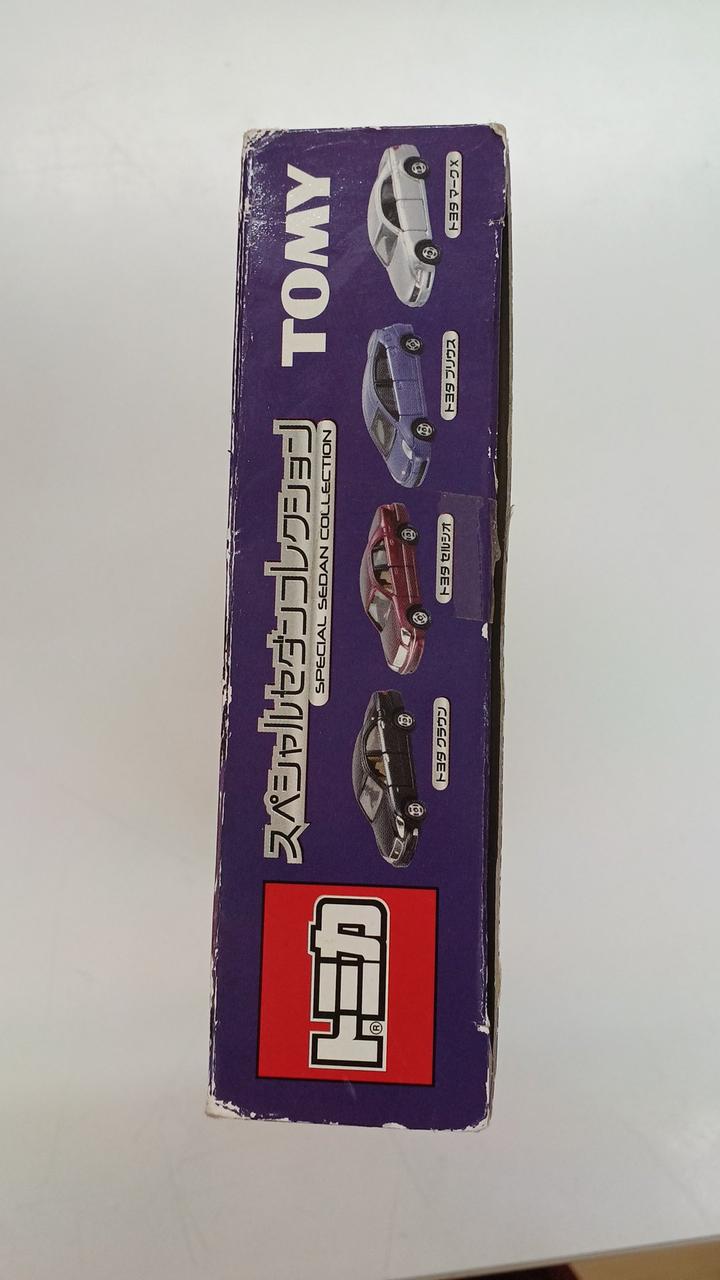 トミカ®
スペシャルセダンコレクション
SPECIAL SEDAN COLLECTION
TOMY
トヨタ クラウン
トヨタ セルシオ
トヨタ プリウス
トヨタ マークX